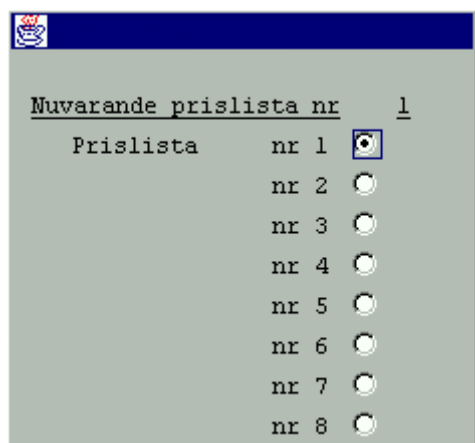 Nuvarande prislista nr 1
Prislista nr 1
nr 2
nr 3
nr 4
nr 5
nr 6
nr 7
nr 8